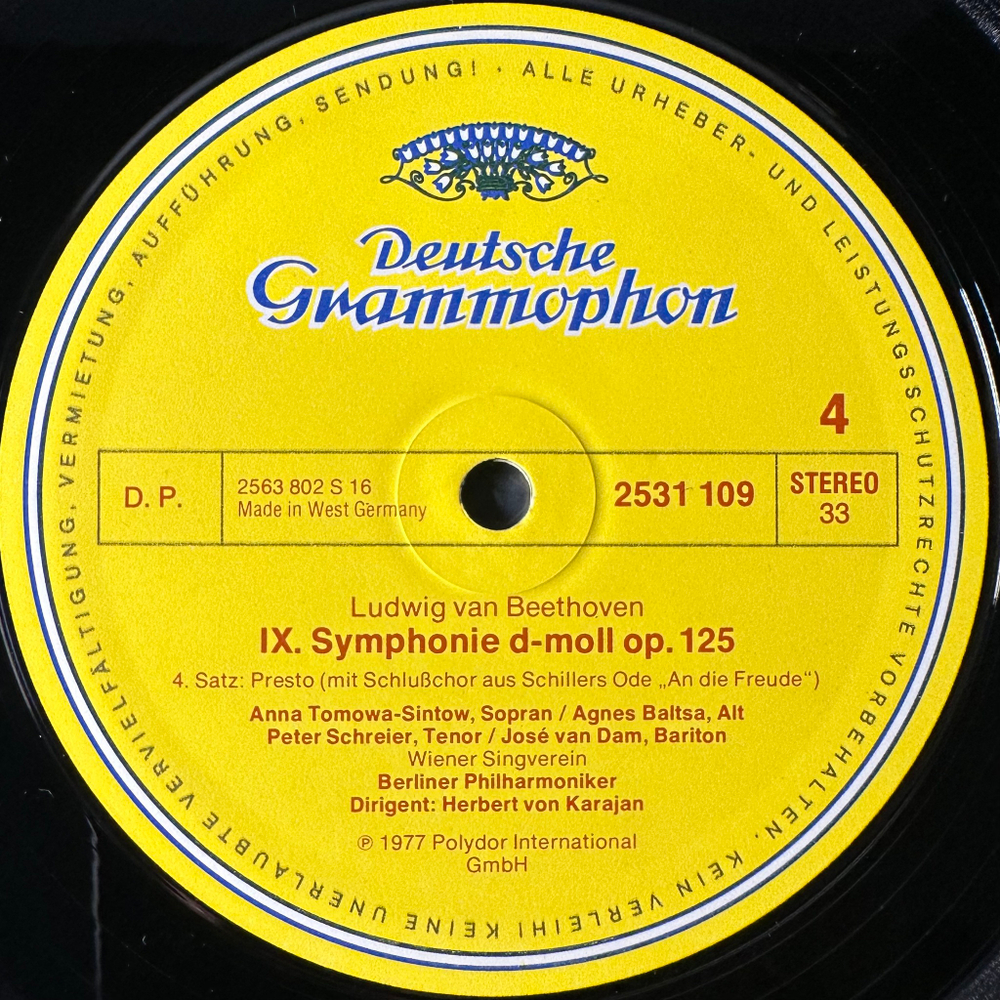 ALLE URHEBER- UND LEISTUNGSSCHUTZRECHTE VORBEHALTEN. KEIN VERLEIH! KEINE UNERLAUBTE VERVIELFÄLTIGUNG, VERMIETUNG, AUFFÜHRUNG, SENDUNG! ·
Deutsche
Grammophon
4
D. P.
2563 802 S 16
Made in West Germany
2531 109
STEREO
33
Ludwig van Beethoven
IX. Symphonie d-moll op. 125
4. Satz: Presto (mit Schlußchor aus Schillers Ode „An die Freude“)
Anna Tomowa-Sintow, Sopran / Agnes Baltsa, Alt
Peter Schreier, Tenor / José van Dam, Bariton
Wiener Singverein
Berliner Philharmoniker
Dirigent: Herbert von Karajan
℗ 1977 Polydor International
GmbH